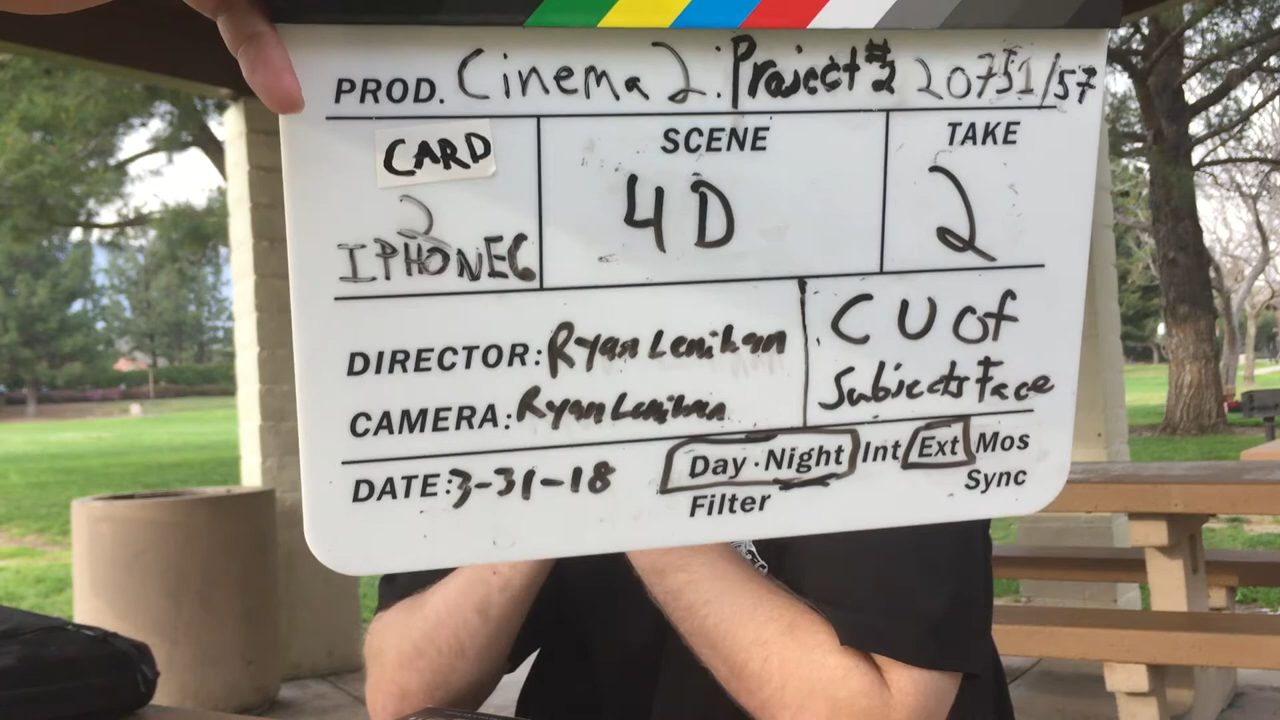 PROD. Cinema 2: Project #2 20751/57
CARD
2
IPHONE6
SCENE
4D
TAKE
2
DIRECTOR: Ryan Lenihan
CAMERA: Ryan Lenihan
CU Of
Subjects Face
DATE: 3-31-18
Day · Night Int Ext Mos
Filter
Sync